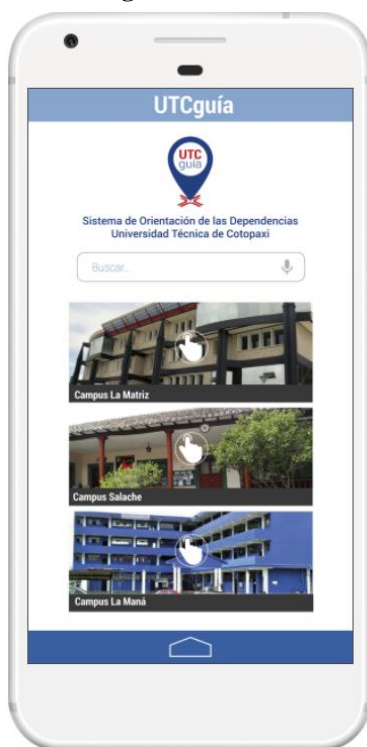 UTCguía
UTC
guía
Sistema de Orientación de las Dependencias
Universidad Técnica de Cotopaxi
Buscar...
Campus La Matriz
Campus Salache
Campus La Maná